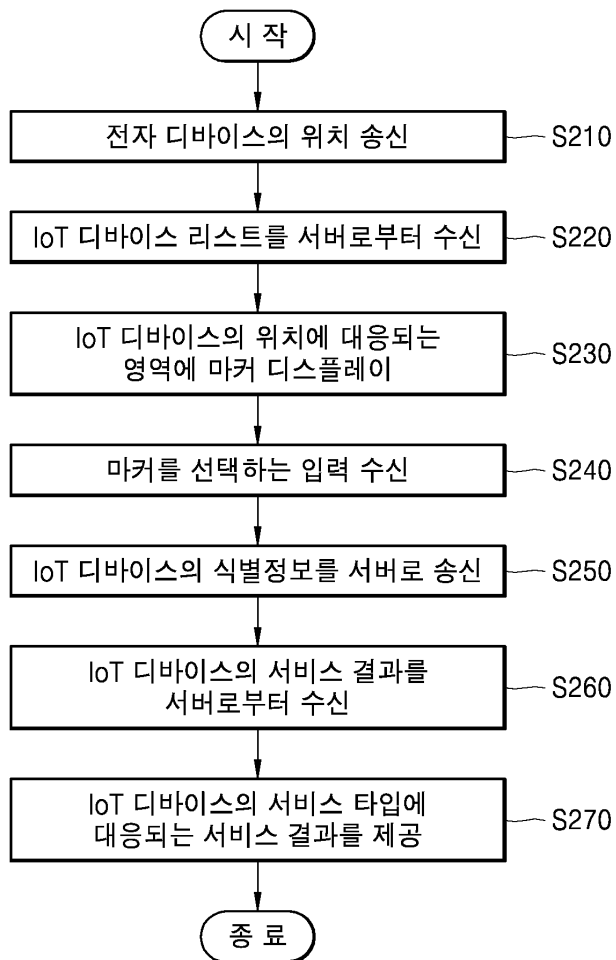 시 작
전자 디바이스의 위치 송신
S210
IoT 디바이스 리스트를 서버로부터 수신
S220
IoT 디바이스의 위치에 대응되는
영역에 마커 디스플레이
S230
마커를 선택하는 입력 수신
S240
IoT 디바이스의 식별정보를 서버로 송신
S250
IoT 디바이스의 서비스 결과를
서버로부터 수신
S260
IoT 디바이스의 서비스 타입에
대응되는 서비스 결과를 제공
S270
종 료